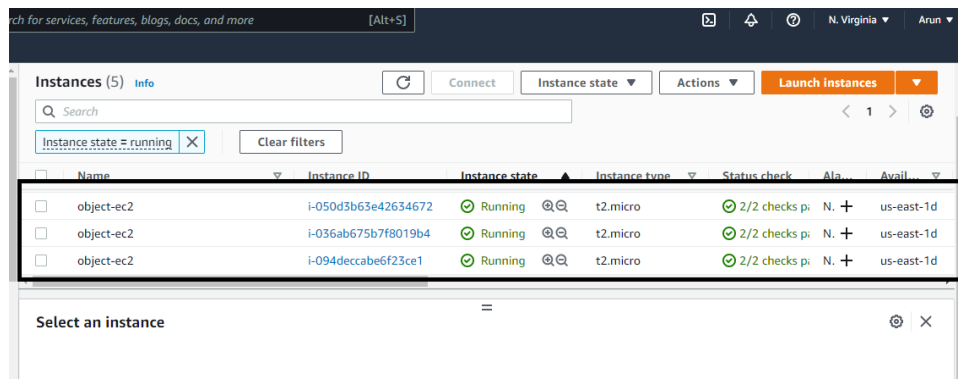 rch for services, features, blogs, docs, and more [Alt+S] N. Virginia ▼ Arun ▼
Instances (5) Info Connect Instance state ▼ Actions ▼ Launch instances ▼
Search 1
Instance state = running Clear filters
Name Instance ID Instance state Instance type Status check Ala... Avail...
object-ec2 i-050d3b63e42634672 Running t2.micro 2/2 checks pa N. + us-east-1d
object-ec2 i-036ab675b7f8019b4 Running t2.micro 2/2 checks pa N. + us-east-1d
object-ec2 i-094deccabe6f23ce1 Running t2.micro 2/2 checks pa N. + us-east-1d
Select an instance